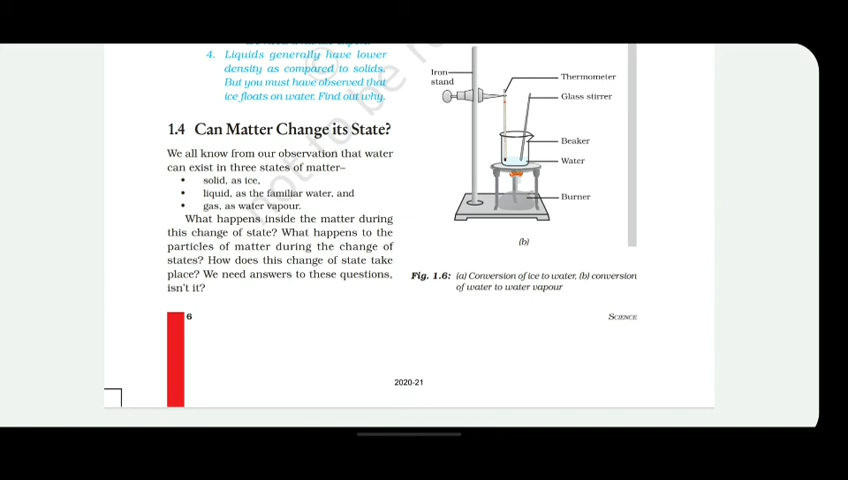 4. Liquids generally have lower
density as compared to solids.
But you must have observed that
ice floats on water. Find out why.
1.4 Can Matter Change its State?
We all know from our observation that water
can exist in three states of matter–
• solid, as ice,
• liquid, as the familiar water, and
• gas, as water vapour.
What happens inside the matter during
this change of state? What happens to the
particles of matter during the change of
states? How does this change of state take
place? We need answers to these questions,
isn't it?
Iron
stand
Thermometer
Glass stirrer
Beaker
Water
Burner
(b)
Fig. 1.6: (a) Conversion of ice to water, (b) conversion
of water to water vapour
6
SCIENCE
2020-21